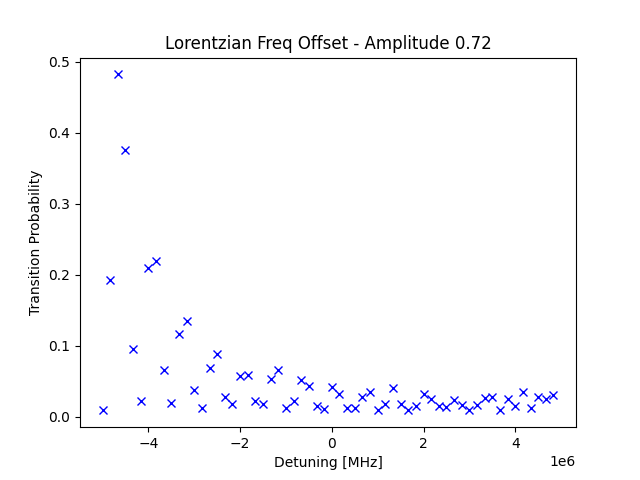 Lorentzian Freq Offset - Amplitude 0.72
Transition Probability
0.5
0.4
0.3
0.2
0.1
0.0
−4
−2
0
2
4
1e6
Detuning [MHz]